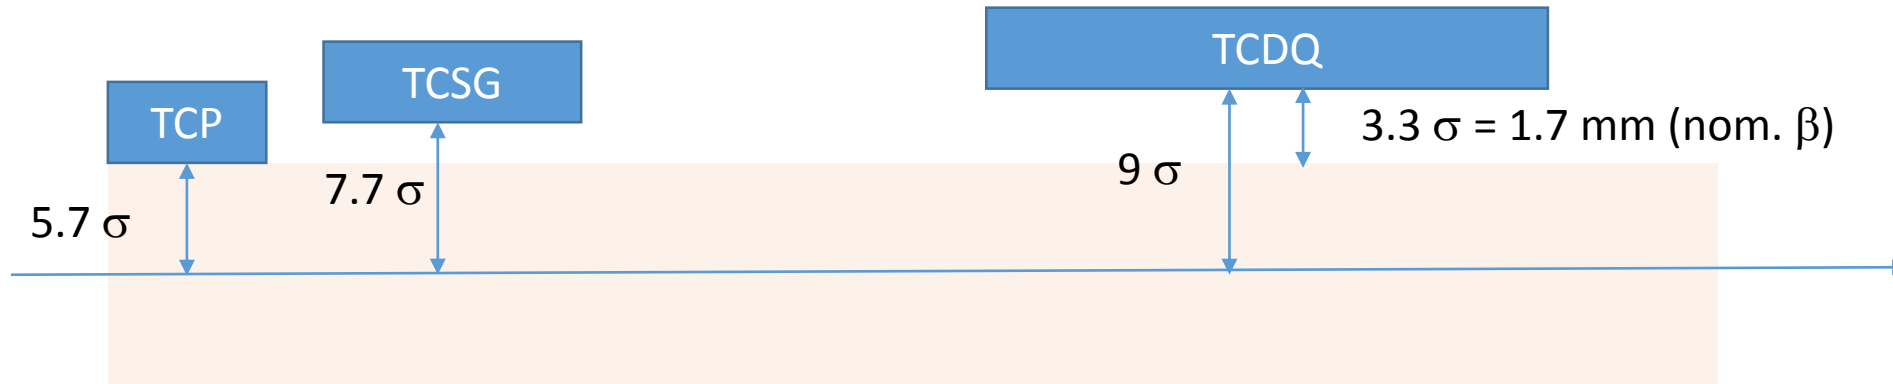 TCP
TCSG
TCDQ
5.7 σ
7.7 σ
9 σ
3.3 σ = 1.7 mm (nom. β)